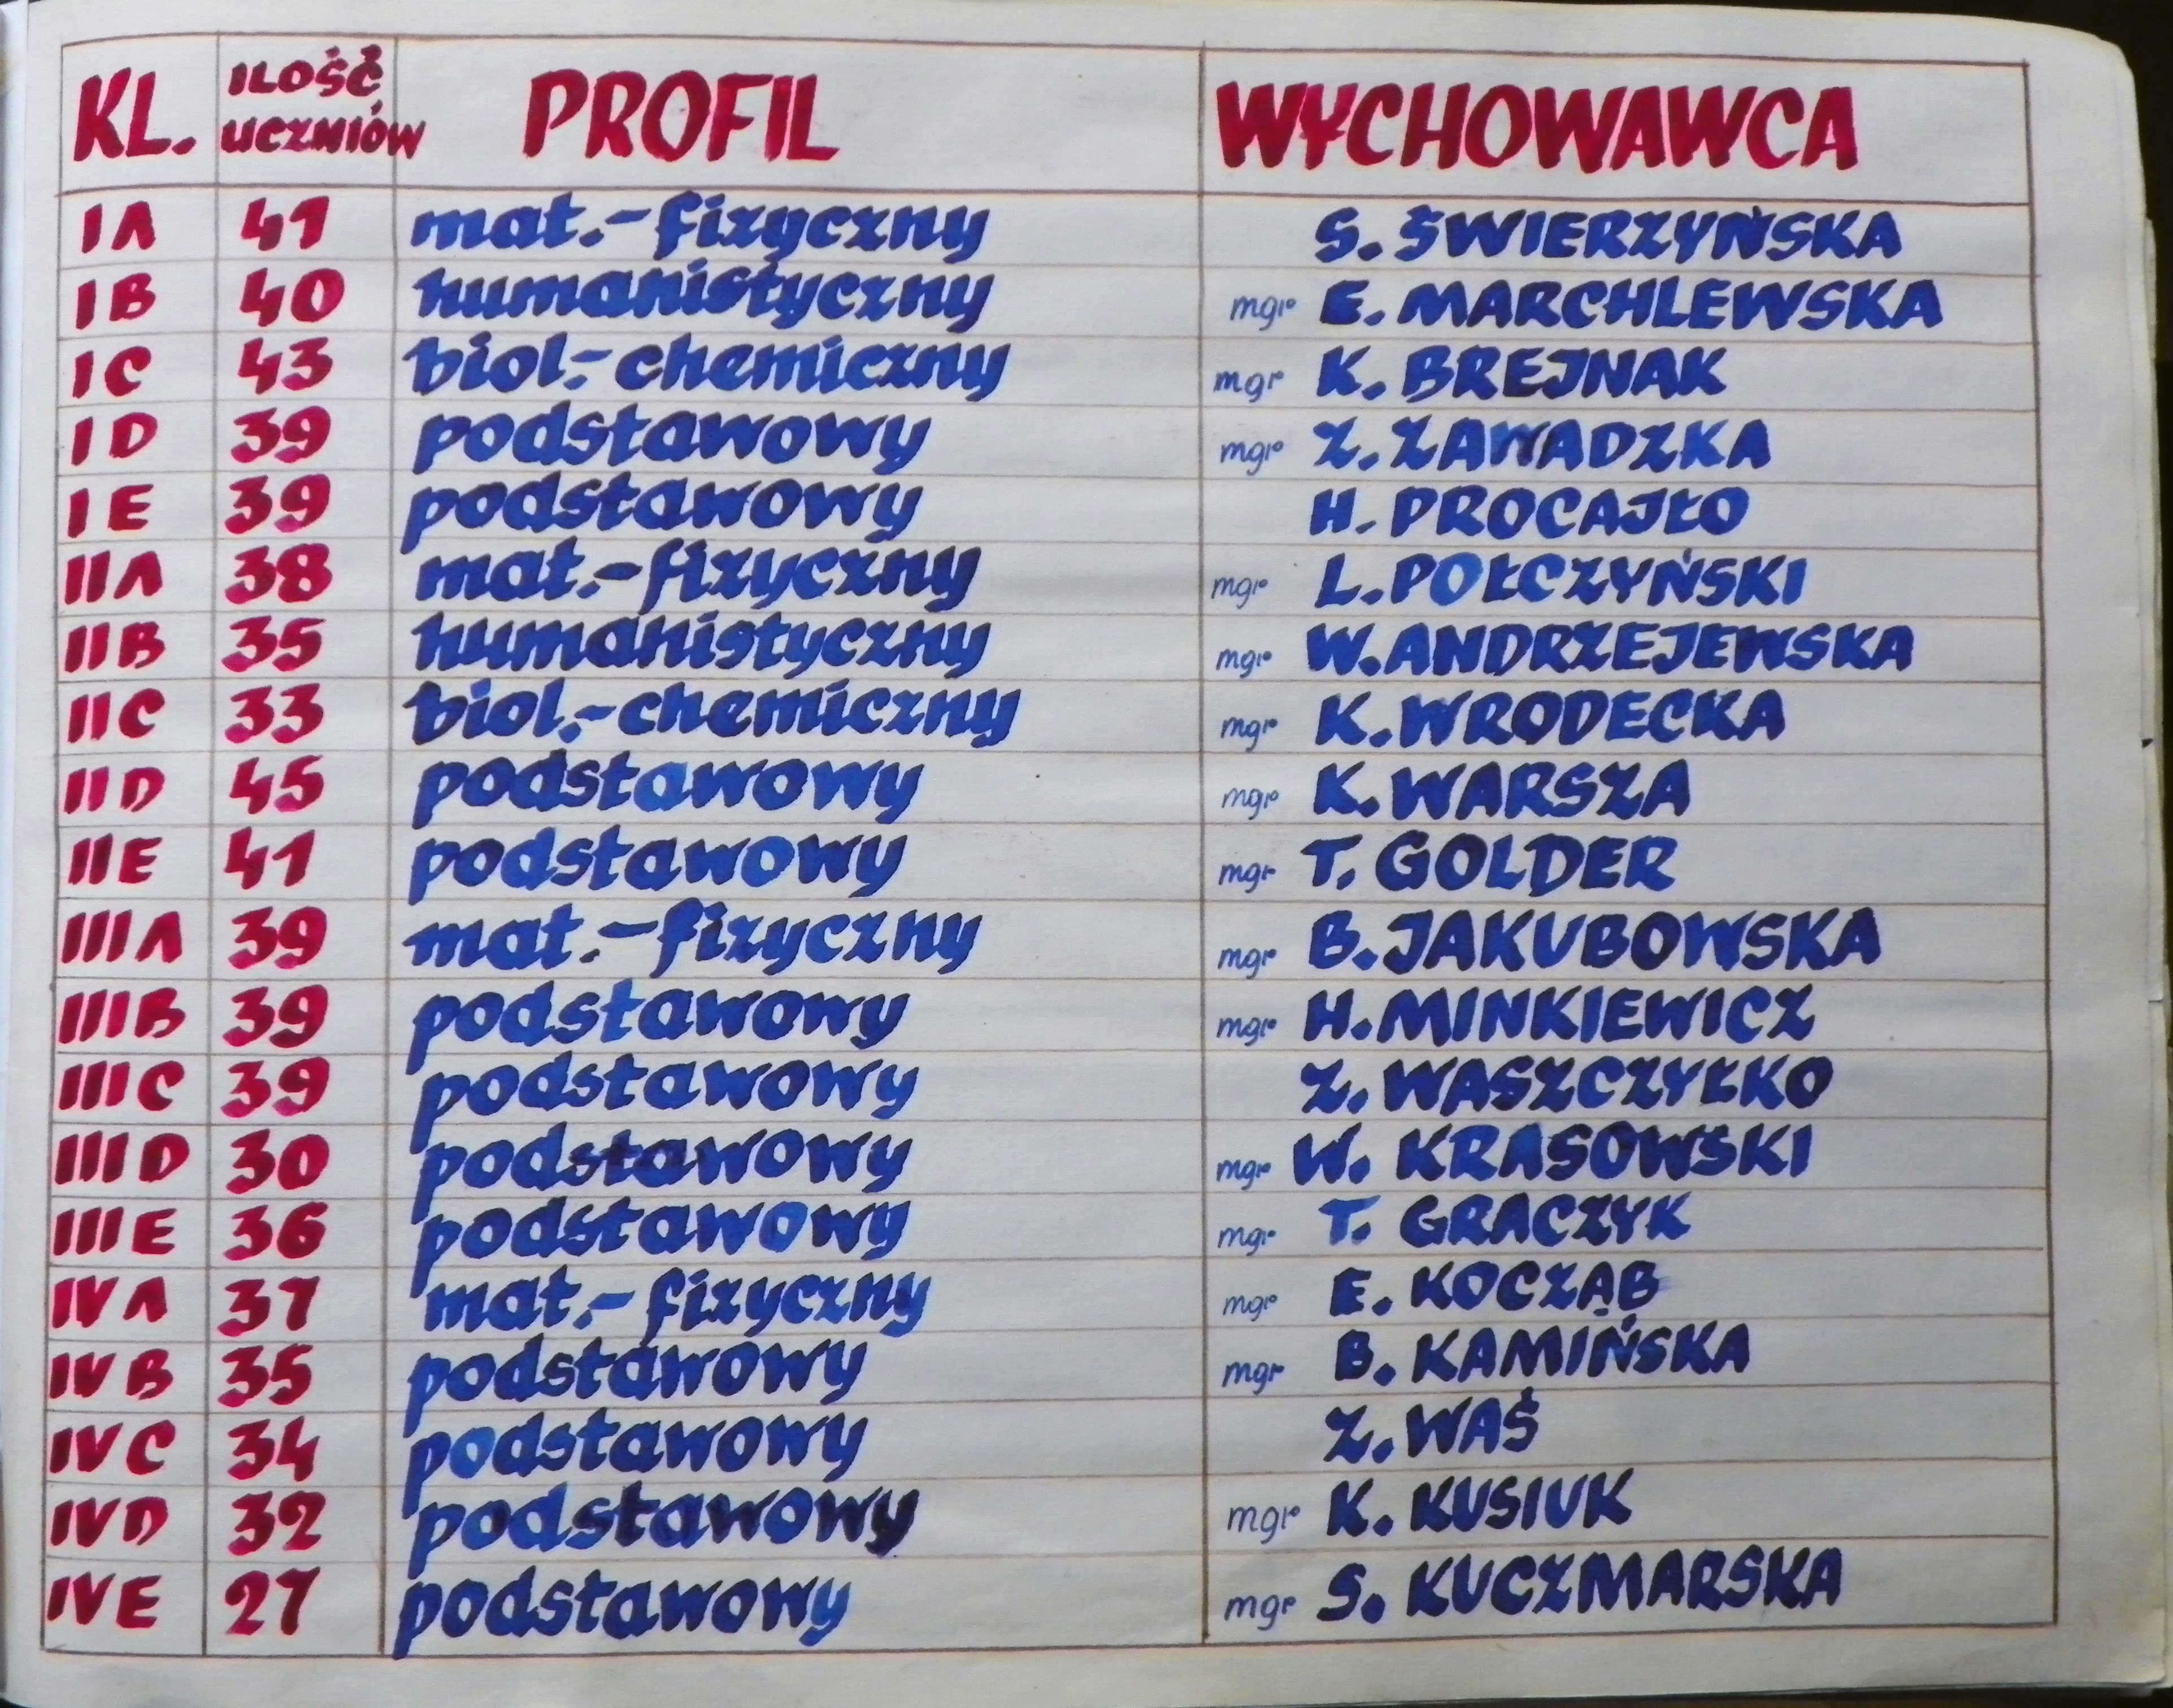 KL. ILOŚĆ UCZNIÓW PROFIL WYCHOWAWCA
IA 41 mat.-fizyczny S. ŚWIERZYŃSKA
IB 40 humanistyczny mgr E. MARCHLEWSKA
IC 43 biol.-chemiczny mgr K. BREJNAK
ID 39 podstawowy mgr Z. ZAWADZKA
IE 39 podstawowy H. PROCAJŁO
IIA 38 mat.-fizyczny mgr L. POŁCZYŃSKI
IIB 35 humanistyczny mgr W. ANDRZEJEWSKA
IIC 33 biol.-chemiczny mgr K. WRODECKA
IID 45 podstawowy mgr K. WARSZA
IIE 41 podstawowy mgr T. GOLDER
IIIA 39 mat.-fizyczny mgr B. JAKUBOWSKA
IIIB 39 podstawowy mgr H. MINKIEWICZ
IIIC 39 podstawowy Z. WASZCZYŁKO
IIID 30 podstawowy mgr W. KRASOWSKI
IIIE 36 podstawowy mgr T. GRACZYK
IVA 37 mat.-fizyczny mgr E. KOCZĄB
IVB 35 podstawowy mgr B. KAMIŃSKA
IVC 34 podstawowy Z. WAŚ
IVD 32 podstawowy mgr K. KUSIUK
IVE 27 podstawowy mgr S. KUCZMARSKA